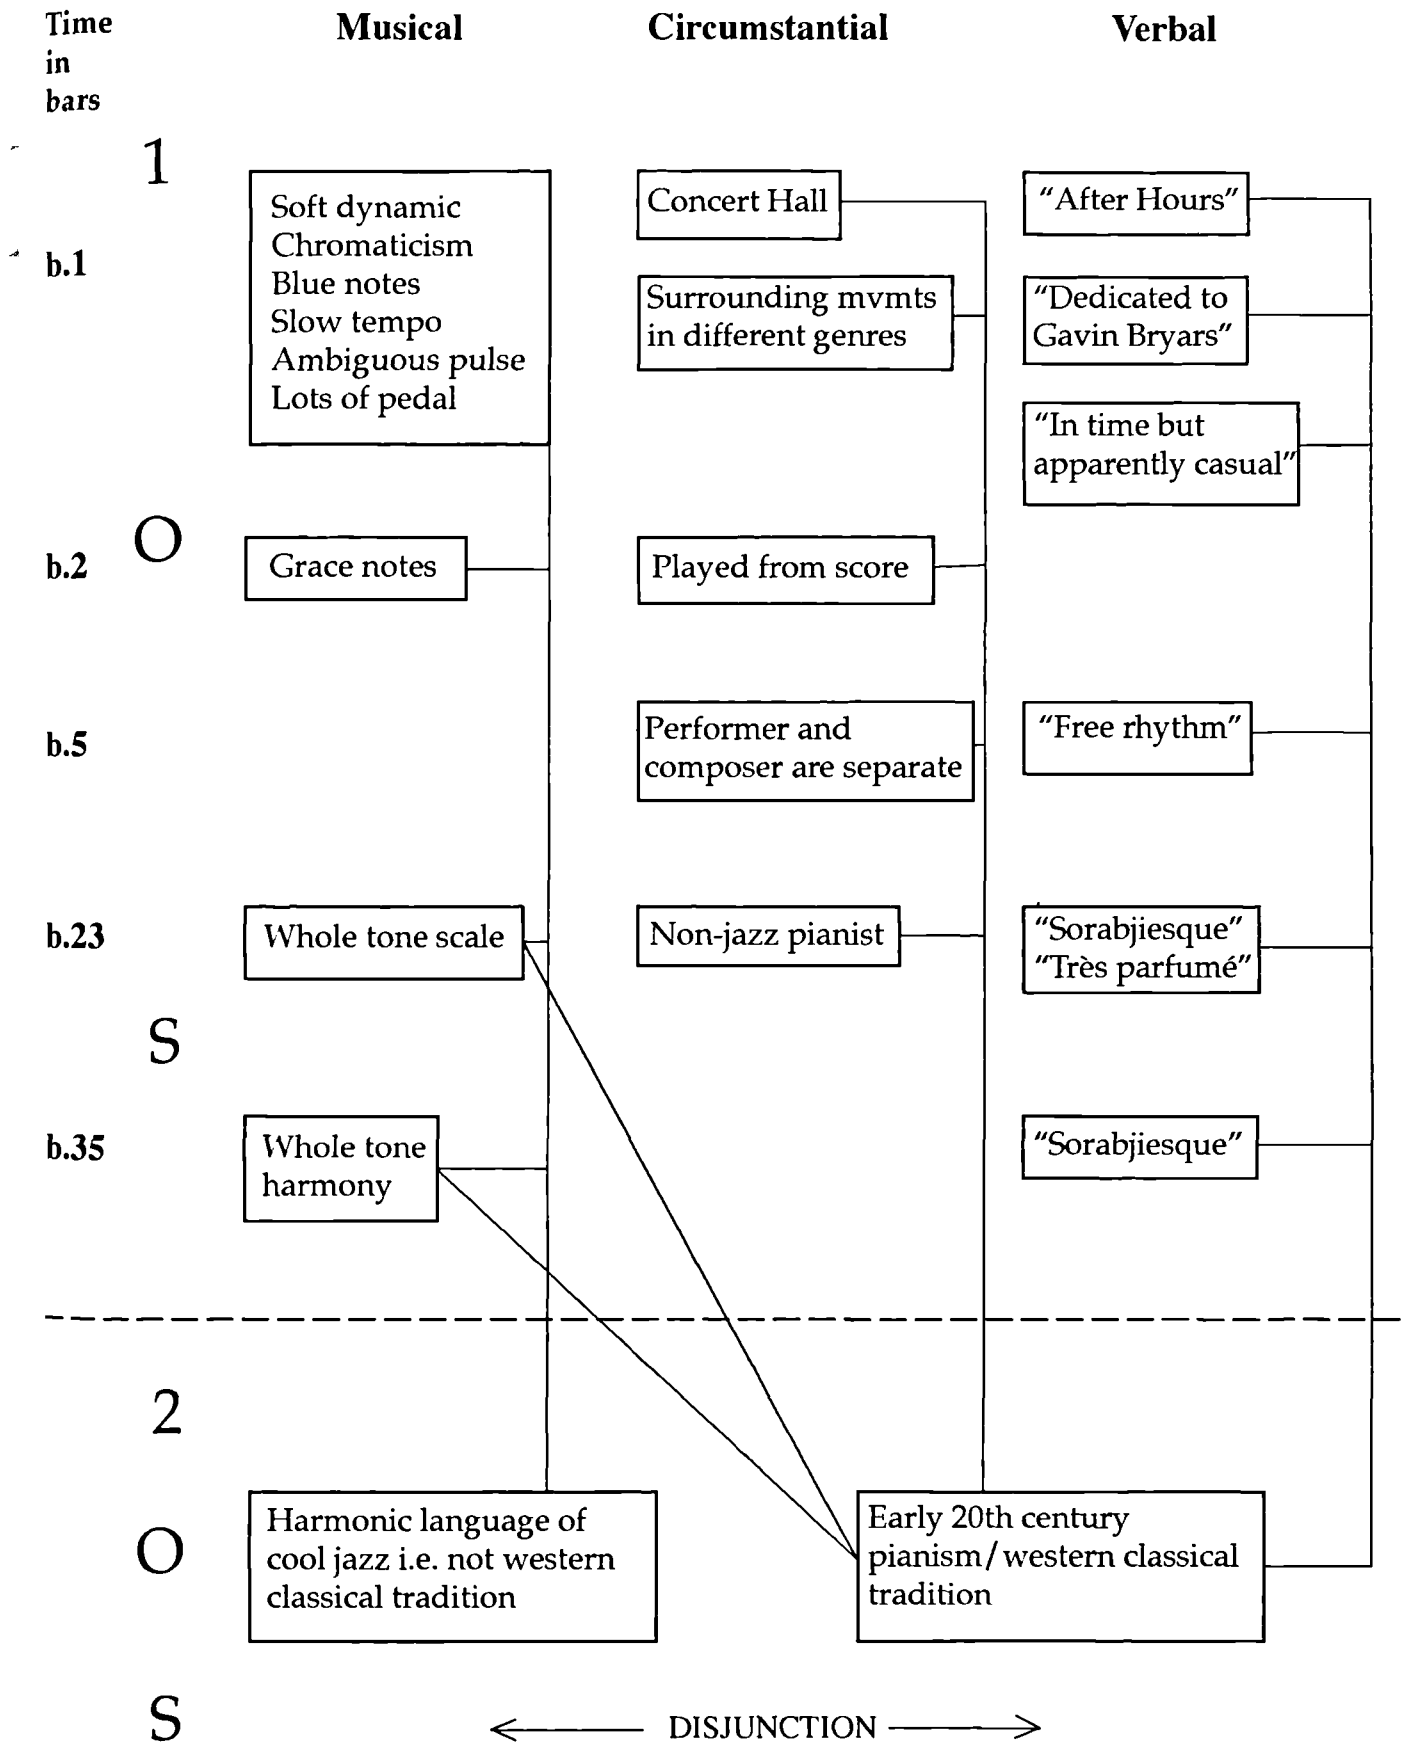 Time
in
bars
Musical
Circumstantial
Verbal
1
b.1
Soft dynamic
Chromaticism
Blue notes
Slow tempo
Ambiguous pulse
Lots of pedal
Concert Hall
Surrounding mvmts
in different genres
"After Hours"
"Dedicated to
Gavin Bryars"
"In time but
apparently casual"
O
b.2
Grace notes
Played from score
b.5
Performer and
composer are separate
"Free rhythm"
b.23
Whole tone scale
Non-jazz pianist
"Sorabjiesque"
"Très parfumé"
S
b.35
Whole tone
harmony
"Sorabjiesque"
2
O
Harmonic language of
cool jazz i.e. not western
classical tradition
Early 20th century
pianism/western classical
tradition
S
DISJUNCTION